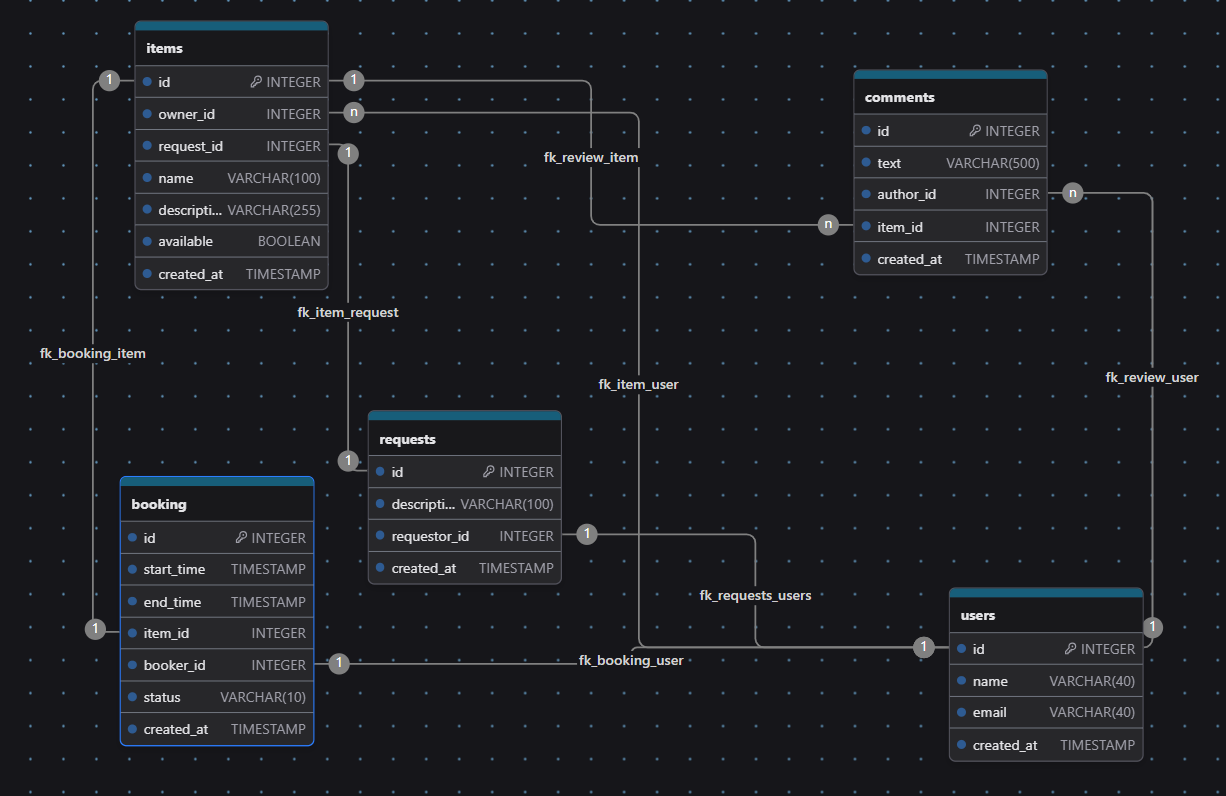 items
id INTEGER
owner_id INTEGER
request_id INTEGER
name VARCHAR(100)
descripti... VARCHAR(255)
available BOOLEAN
created_at TIMESTAMP
1
1
n
1
fk_review_item
comments
id INTEGER
text VARCHAR(500)
author_id INTEGER
item_id INTEGER
created_at TIMESTAMP
n
n
fk_item_request
fk_booking_item
fk_item_user
fk_review_user
requests
id INTEGER
descripti... VARCHAR(100)
requestor_id INTEGER
created_at TIMESTAMP
1
1
fk_requests_users
booking
id INTEGER
start_time TIMESTAMP
end_time TIMESTAMP
item_id INTEGER
booker_id INTEGER
status VARCHAR(10)
created_at TIMESTAMP
1
1
fk_booking_user
users
id INTEGER
name VARCHAR(40)
email VARCHAR(40)
created_at TIMESTAMP
1
1